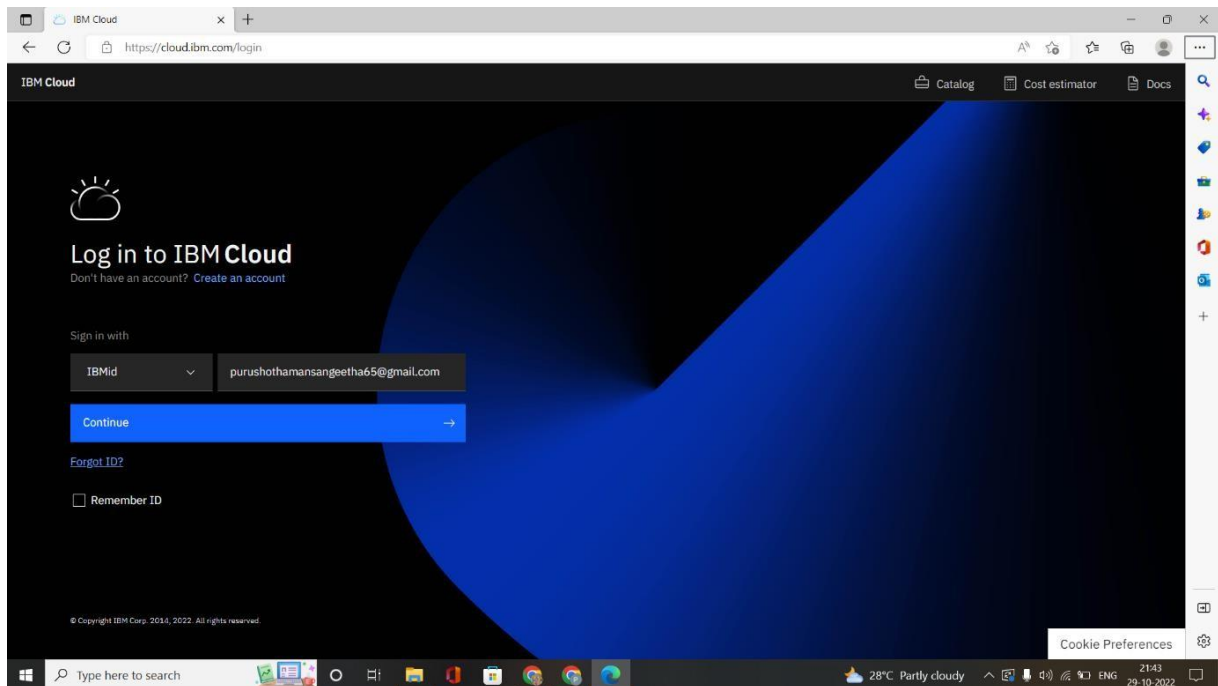 IBM Cloud
https://cloud.ibm.com/login
IBM Cloud
Catalog
Cost estimator
Docs
Log in to IBM Cloud
Don't have an account? Create an account
Sign in with
IBMid
purushothamansangeetha65@gmail.com
Continue
Forgot ID?
Remember ID
© Copyright IBM Corp. 2014, 2022. All rights reserved.
Cookie Preferences
Type here to search
28°C Partly cloudy
ENG
21:43
29-10-2022